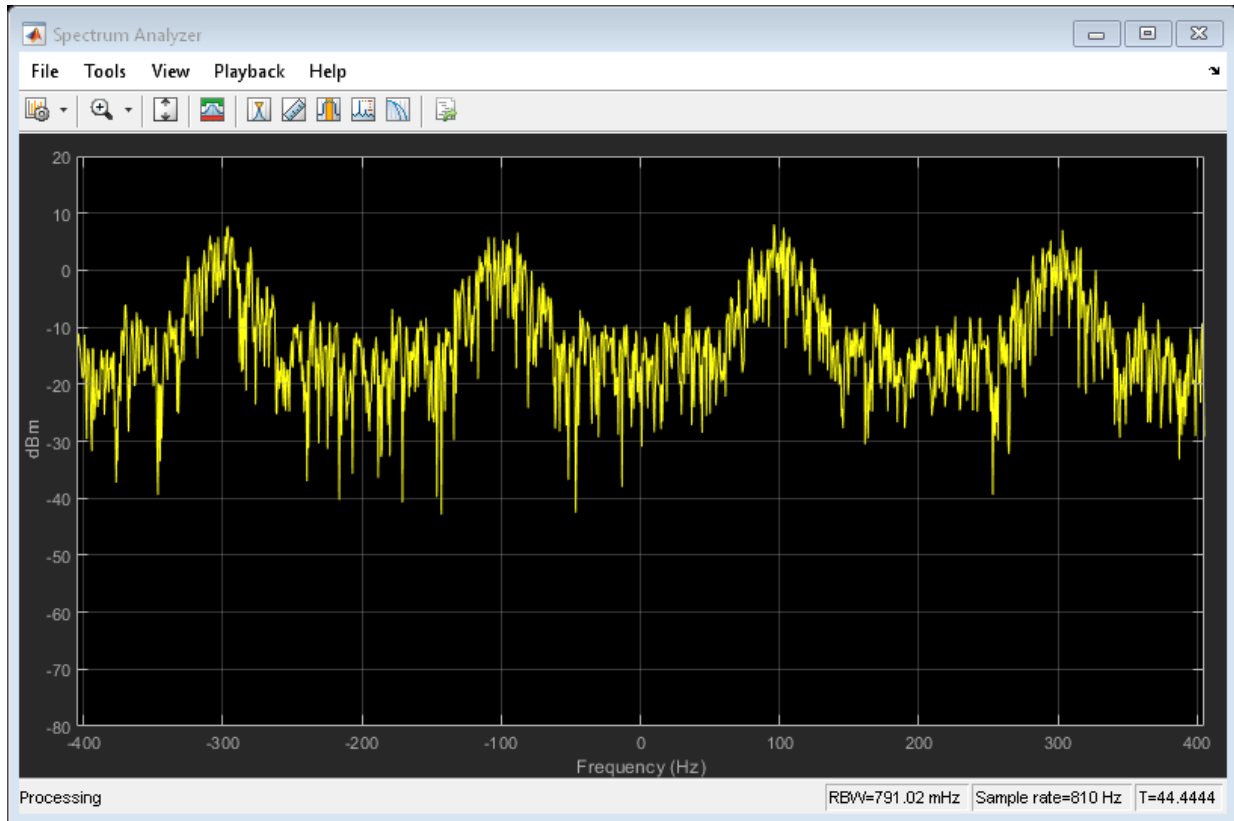 Spectrum Analyzer
File Tools View Playback Help
20
10
0
-10
-20
-30
-40
-50
-60
-70
-80
dBm
-400 -300 -200 -100 0 100 200 300 400
Frequency (Hz)
Processing RBW=791.02 mHz Sample rate=810 Hz T=44.4444